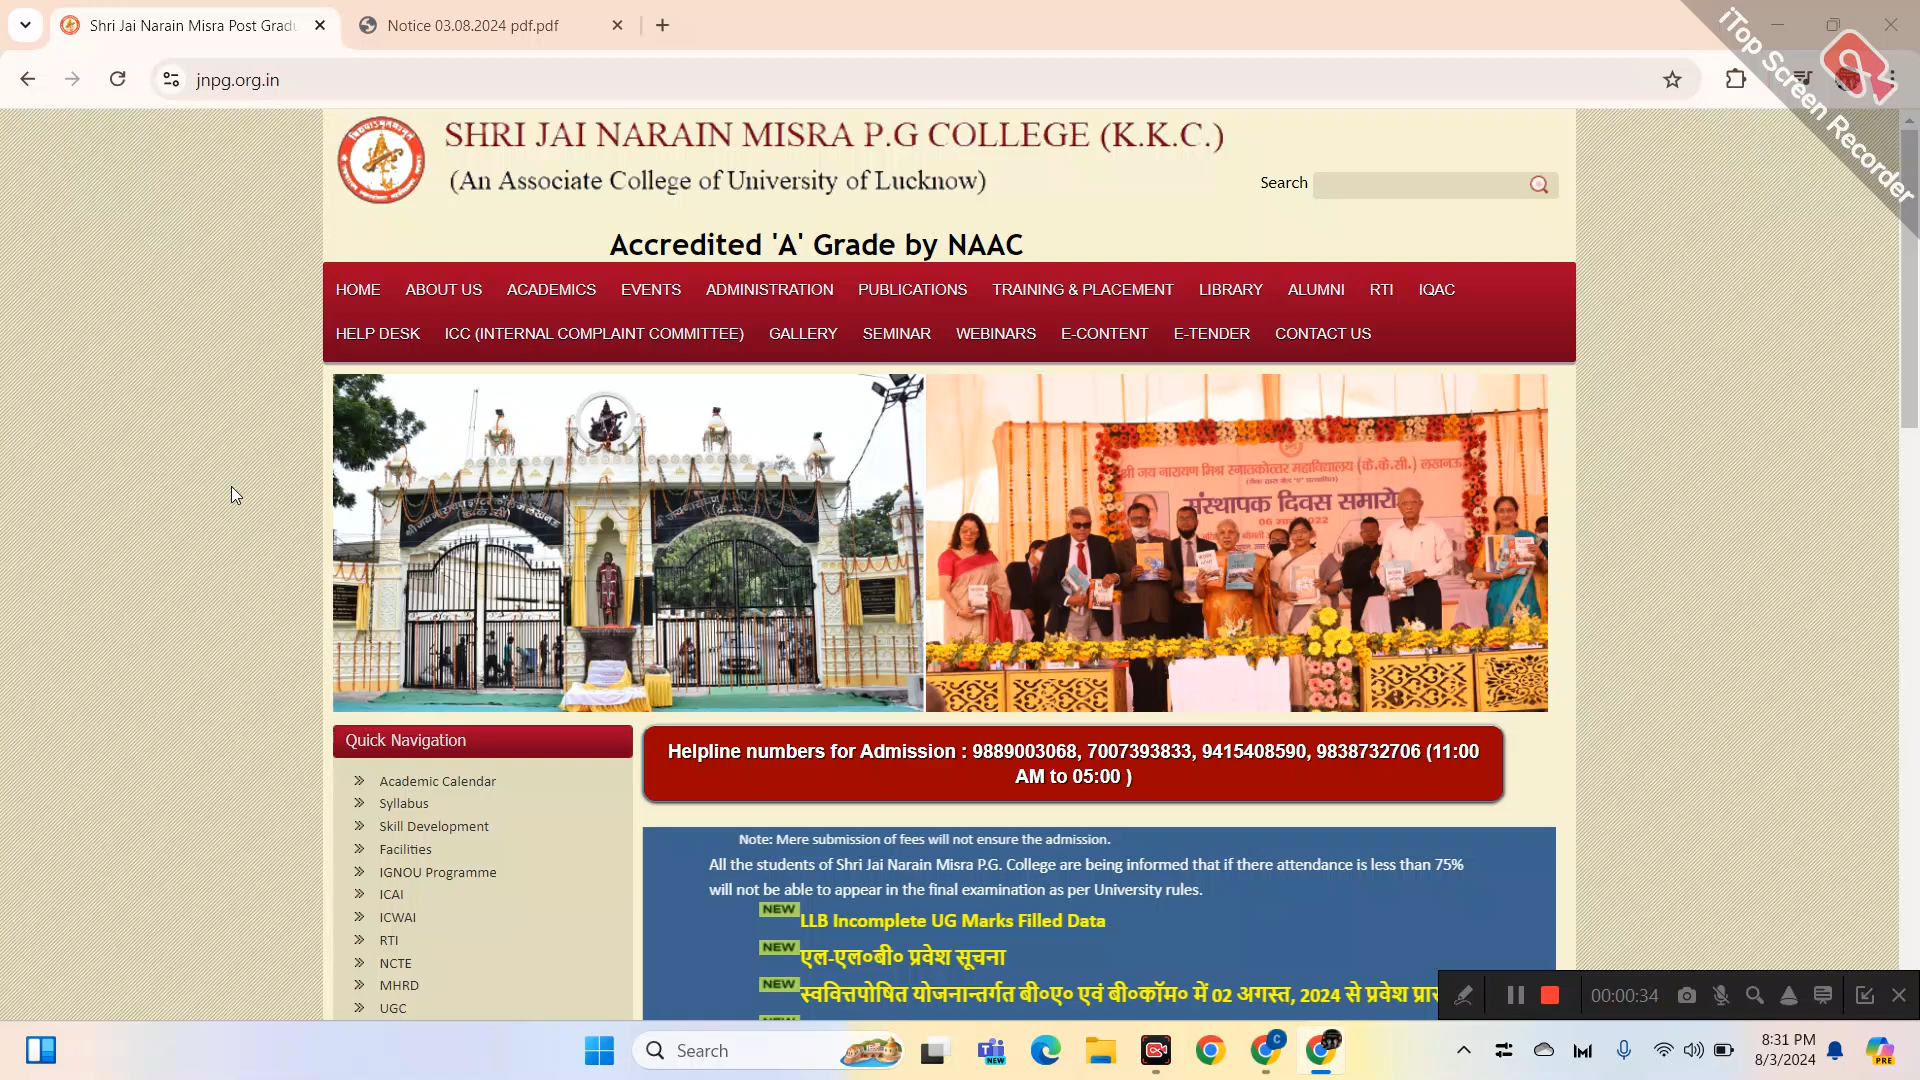 Shri Jai Narain Misra Post Gradu
Notice 03.08.2024 pdf.pdf
jnpg.org.in
iTop Screen Recorder
SHRI JAI NARAIN MISRA P.G COLLEGE (K.K.C.)
(An Associate College of University of Lucknow)
Search
Accredited 'A' Grade by NAAC
HOME ABOUT US ACADEMICS EVENTS ADMINISTRATION PUBLICATIONS TRAINING & PLACEMENT LIBRARY ALUMNI RTI IQAC
HELP DESK ICC (INTERNAL COMPLAINT COMMITTEE) GALLERY SEMINAR WEBINARS E-CONTENT E-TENDER CONTACT US
श्री जय नारायण मिश्र स्नातकोत्तर महाविद्यालय (के.के.सी.) लखनऊ
संस्थापक दिवस समारो
Quick Navigation
Academic Calendar
Syllabus
Skill Development
Facilities
IGNOU Programme
ICAI
ICWAI
RTI
NCTE
MHRD
UGC
Helpline numbers for Admission : 9889003068, 7007393833, 9415408590, 9838732706 (11:00
AM to 05:00 )
Note: Mere submission of fees will not ensure the admission.
All the students of Shri Jai Narain Misra P.G. College are being informed that if there attendance is less than 75%
will not be able to appear in the final examination as per University rules.
NEW LLB Incomplete UG Marks Filled Data
NEW एल-एल०बी० प्रवेश सूचना
NEW स्ववित्तपोषित योजनान्तर्गत बी०ए० एवं बी०कॉम० में 02 अगस्त, 2024 से प्रवेश
00:00:34
Search
NEW
PRE
8:31 PM
8/3/2024